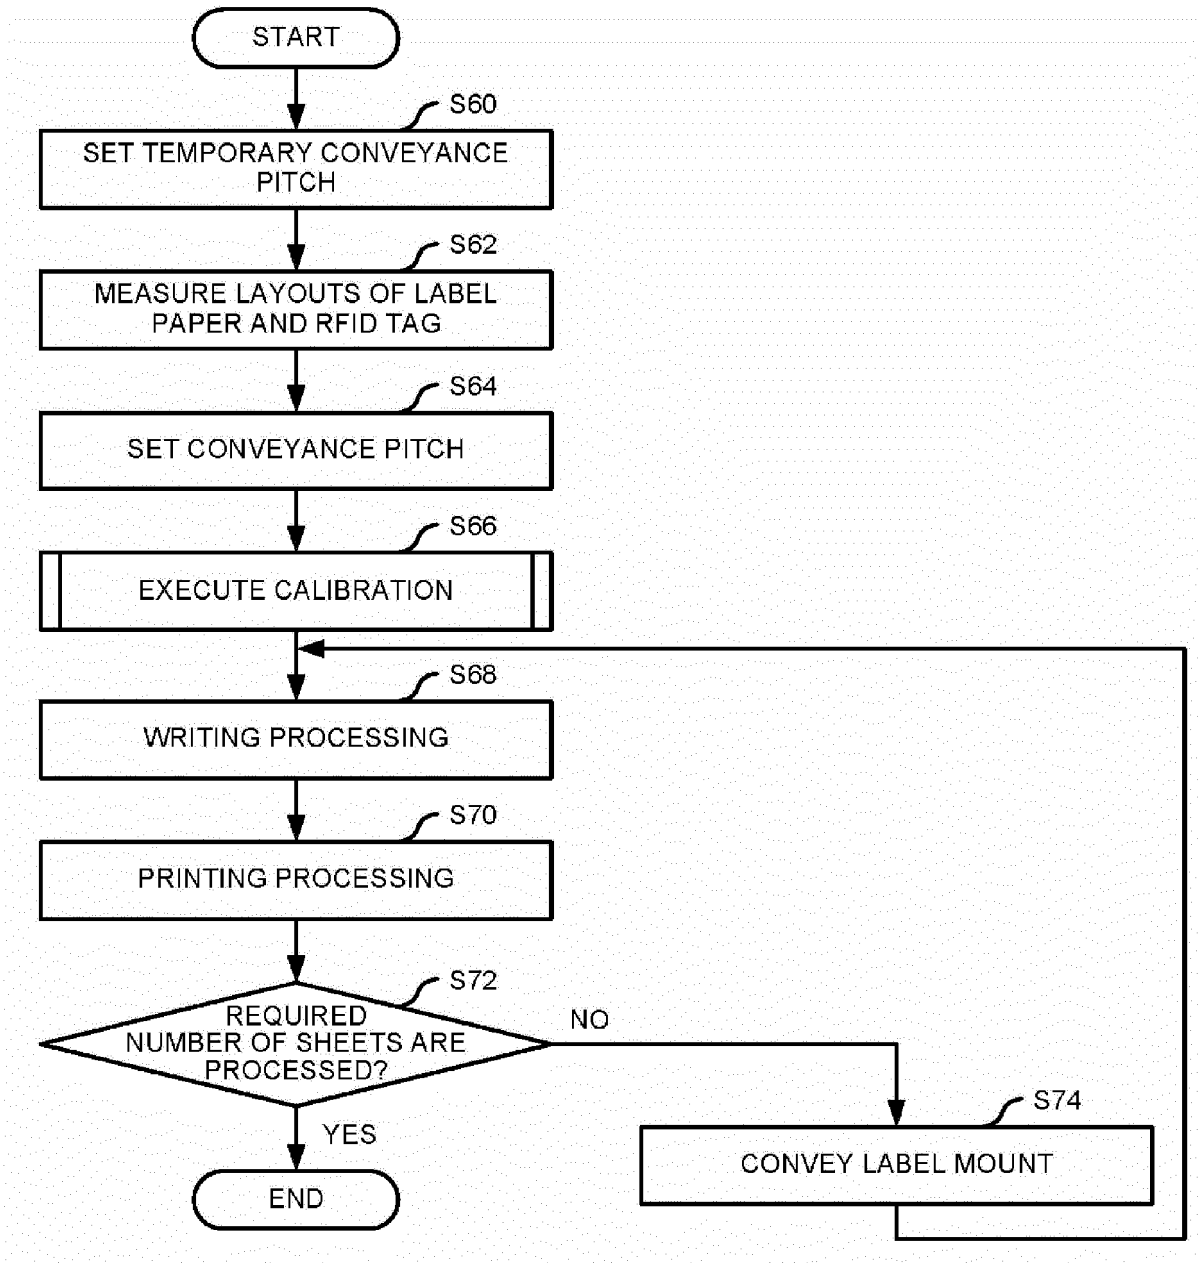 START
S60
SET TEMPORARY CONVEYANCE
PITCH
S62
MEASURE LAYOUTS OF LABEL
PAPER AND RFID TAG
S64
SET CONVEYANCE PITCH
S66
EXECUTE CALIBRATION
S68
WRITING PROCESSING
S70
PRINTING PROCESSING
S72
REQUIRED
NUMBER OF SHEETS ARE
PROCESSED?
NO
YES
S74
CONVEY LABEL MOUNT
END